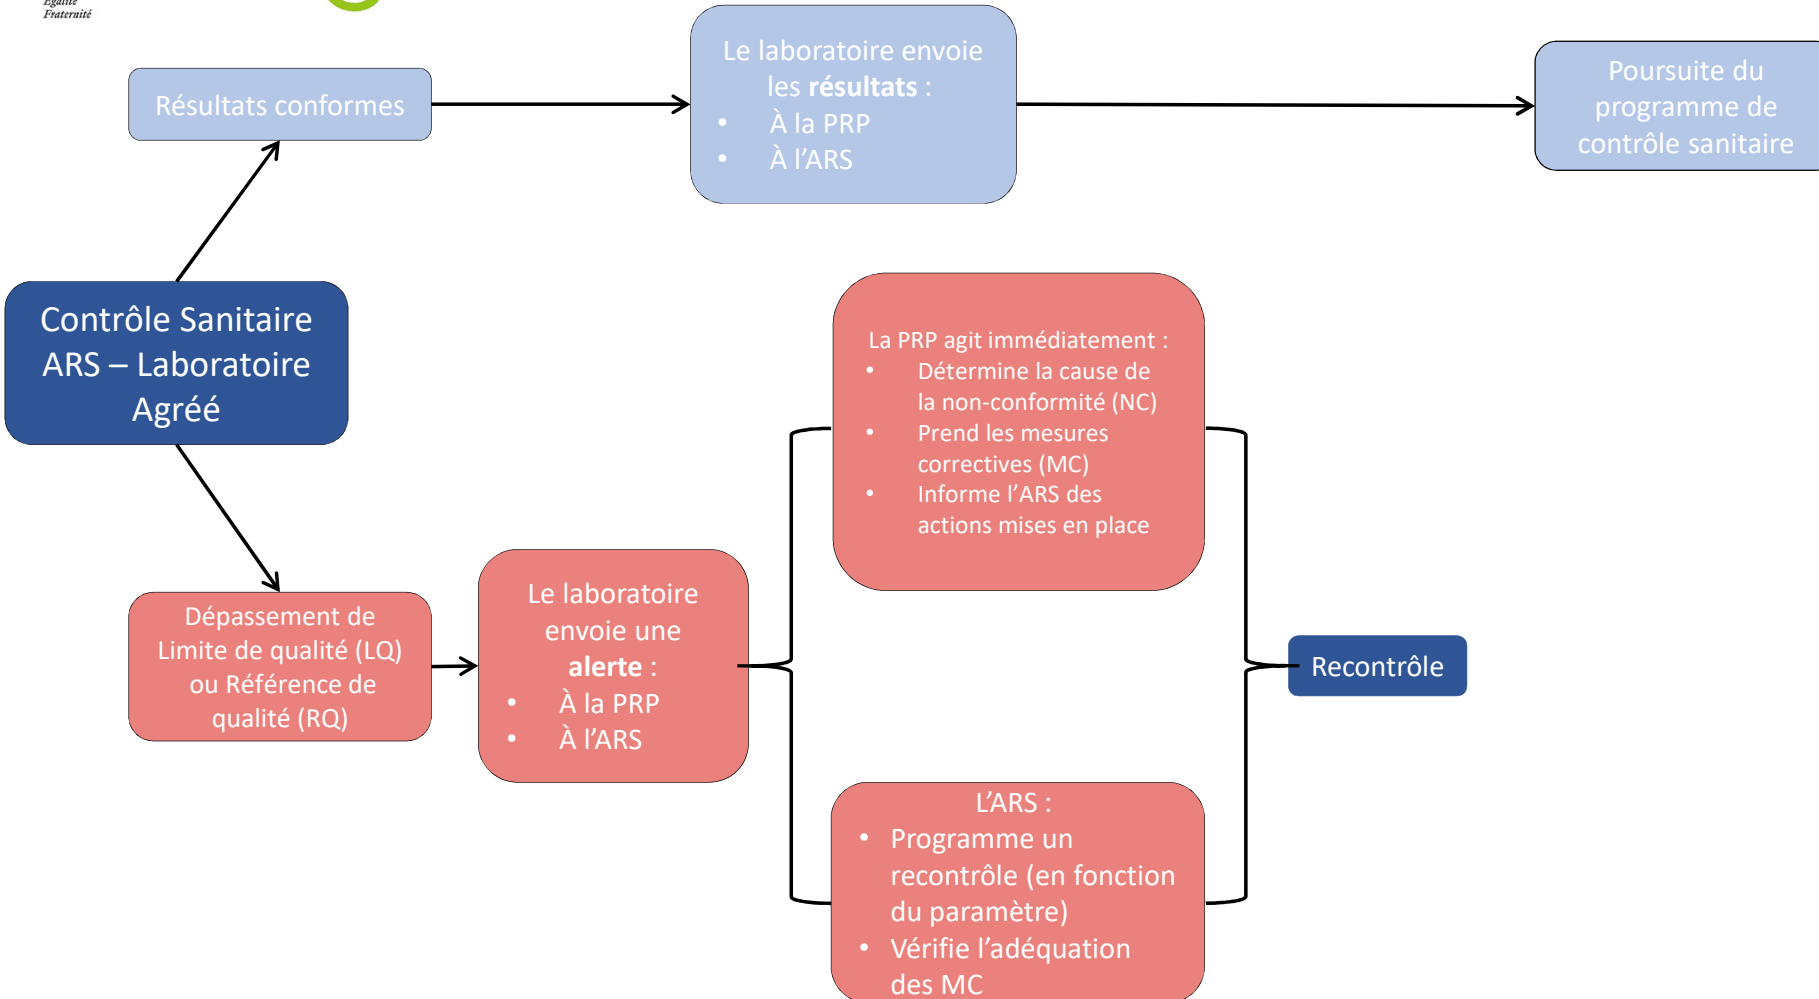 Égalité
Fraternité
Résultats conformes
Le laboratoire envoie
les résultats :
• À la PRP
• À l’ARS
Poursuite du
programme de
contrôle sanitaire
Contrôle Sanitaire
ARS – Laboratoire
Agréé
Dépassement de
Limite de qualité (LQ)
ou Référence de
qualité (RQ)
Le laboratoire
envoie une
alerte :
• À la PRP
• À l’ARS
La PRP agit immédiatement :
• Détermine la cause de
la non-conformité (NC)
• Prend les mesures
correctives (MC)
• Informe l’ARS des
actions mises en place
L’ARS :
• Programme un
recontrôle (en fonction
du paramètre)
• Vérifie l’adéquation
des MC
Recontrôle